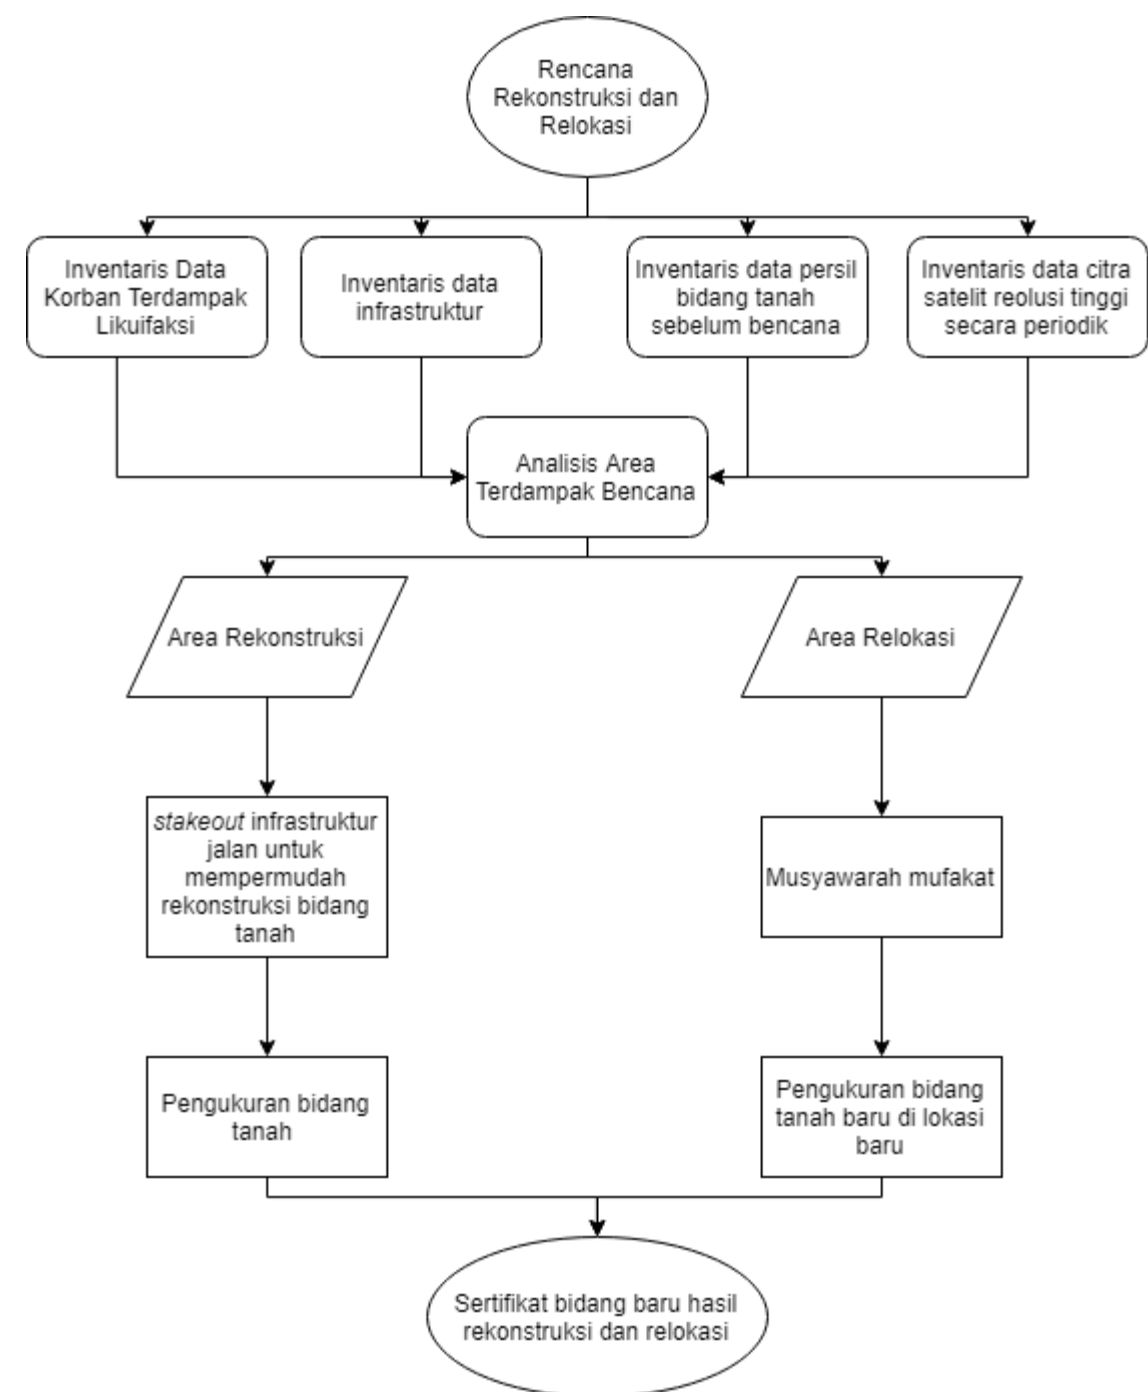 Rencana
Rekonstruksi dan
Relokasi
Inventaris Data
Korban Terdampak
Likuifaksi
Inventaris data
infrastruktur
Inventaris data persil
bidang tanah
sebelum bencana
Inventaris data citra
satelit reolusi tinggi
secara periodik
Analisis Area
Terdampak Bencana
Area Rekonstruksi
Area Relokasi
stakeout infrastruktur
jalan untuk
mempermudah
rekonstruksi bidang
tanah
Musyawarah mufakat
Pengukuran bidang
tanah
Pengukuran bidang
tanah baru di lokasi
baru
Sertifikat bidang baru hasil
rekonstruksi dan relokasi